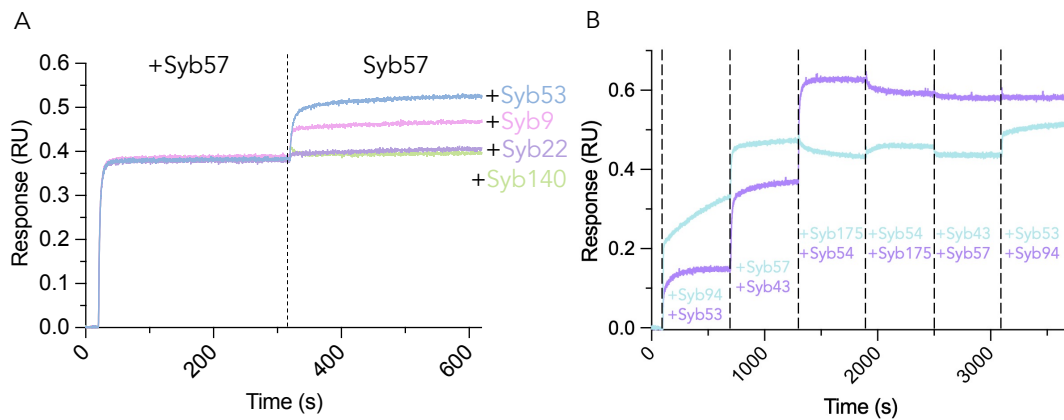 A
+Syb57
Syb57
+Syb53
+Syb9
+Syb22
+Syb140
Response (RU)
0.6
0.5
0.4
0.3
0.2
0.1
0.0
0
200
400
600
Time (s)
B
Response (RU)
0.6
0.4
0.2
0.0
+Syb94
+Syb53
+Syb57
+Syb43
+Syb175
+Syb54
+Syb54
+Syb175
+Syb43
+Syb57
+Syb53
+Syb94
0
1000
2000
3000
Time (s)